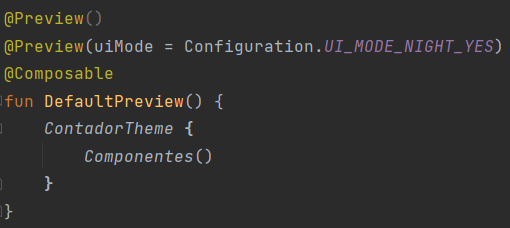 @Preview()
@Preview(uiMode = Configuration.UI_MODE_NIGHT_YES)
@Composable
fun DefaultPreview() {
    ContadorTheme {
        Componentes()
    }
}